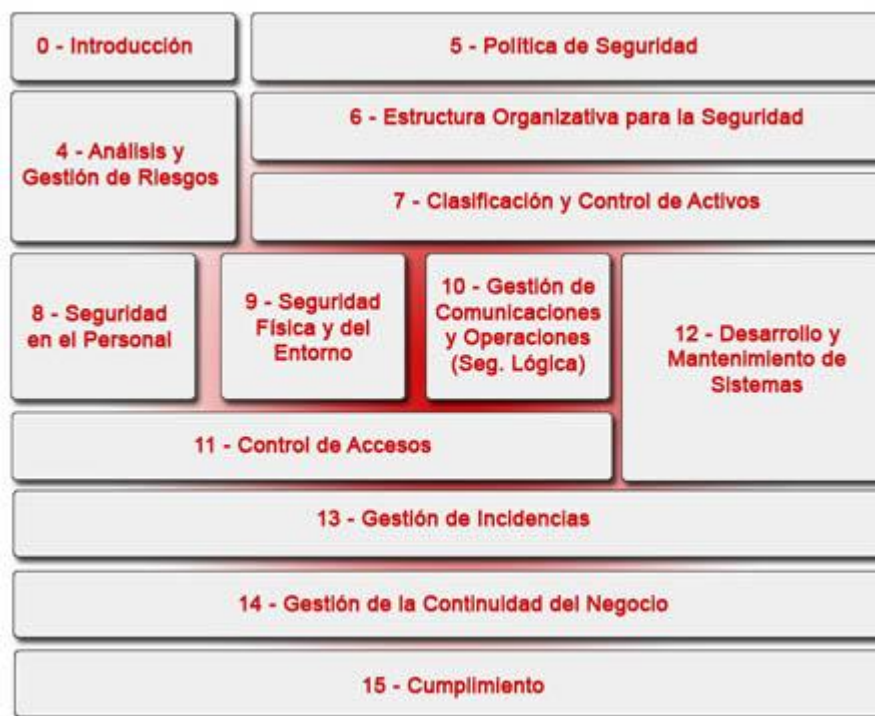 0 - Introducción
5 - Política de Seguridad
4 - Análisis y
Gestión de Riesgos
6 - Estructura Organizativa para la Seguridad
7 - Clasificación y Control de Activos
8 - Seguridad
en el Personal
9 - Seguridad
Física y del
Entorno
10 - Gestión de
Comunicaciones
y Operaciones
(Seg. Lógica)
12 - Desarrollo y
Mantenimiento de
Sistemas
11 - Control de Accesos
13 - Gestión de Incidencias
14 - Gestión de la Continuidad del Negocio
15 - Cumplimiento